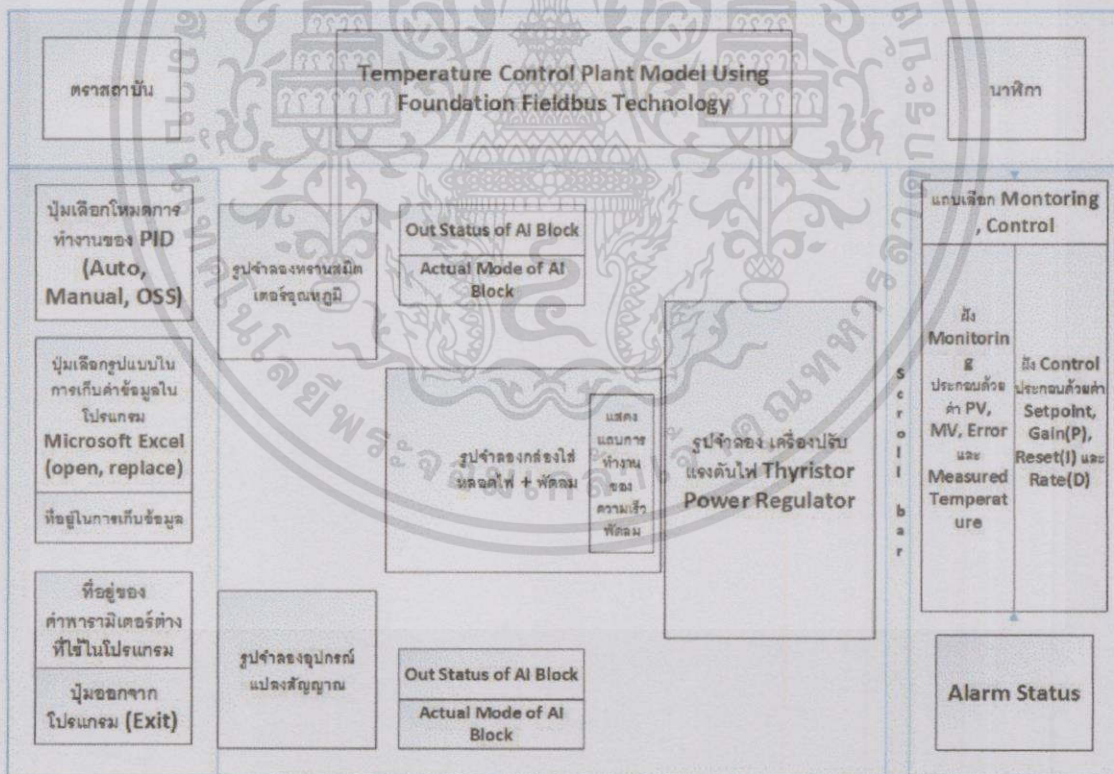 ตราสถาบัน
Temperature Control Plant Model Using
Foundation Fieldbus Technology
นาฬิกา
ปุ่มเลือกโหมดการ
ทำงานของ PID
(Auto,
Manual, OSS)
รูปจำลองทรานสมิต
เตอร์อุณหภูมิ
Out Status of AI Block
Actual Mode of AI
Block
แถบเลือก Montoring
, Control
ปุ่มเลือกรูปแบบใน
การเก็บค่าข้อมูลใน
โปรแกรม
Microsoft Excel
(open, replace)
ที่อยู่ในการเก็บข้อมูล
รูปจำลองกล่องใส่
หลอดไฟ + พัดลม
แสดง
แถบการ
ทำงาน
ของ
ความเร็ว
พัดลม
รูปจำลอง เครื่องปรับ
แรงดันไฟ Thyristor
Power Regulator
Scroll bar
ฝั่ง
Monitorin
g
ประกอบด้วย
ค่า PV,
MV, Error
และ
Measured
Temperat
ure
ฝั่ง Control
ประกอบด้วยค่า
Setpoint,
Gain(P),
Reset(I) และ
Rate(D)
ที่อยู่ของ
ค่าพารามิเตอร์ต่าง
ที่ใช้ในโปรแกรม
ปุ่มออกจาก
โปรแกรม (Exit)
รูปจำลองอุปกรณ์
แปลงสัญญาณ
Out Status of AI Block
Actual Mode of AI
Block
Alarm Status